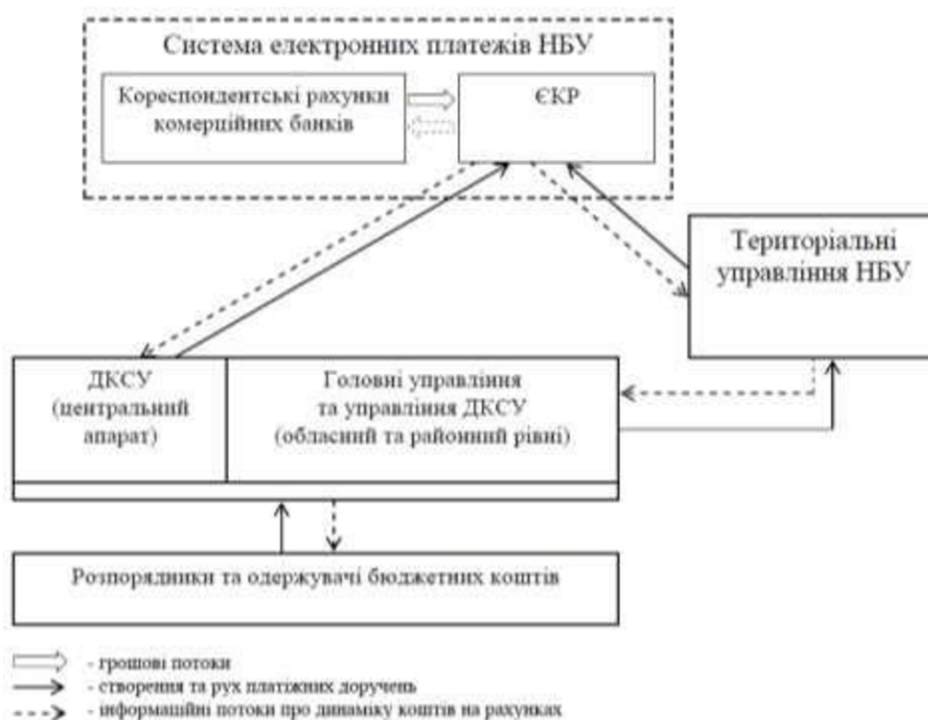 Система електронних платежів НБУ
Кореспондентські рахунки
комерційних банків
ЄКР
Територіальні
управління НБУ
ДКСУ
(центральний
апарат)
Головні управління
та управління ДКСУ
(обласний та районний рівні)
Розпорядники та одержувачі бюджетних коштів
- грошові потоки
- створення та рух платіжних доручень
- інформаційні потоки про динаміку коштів на рахунках